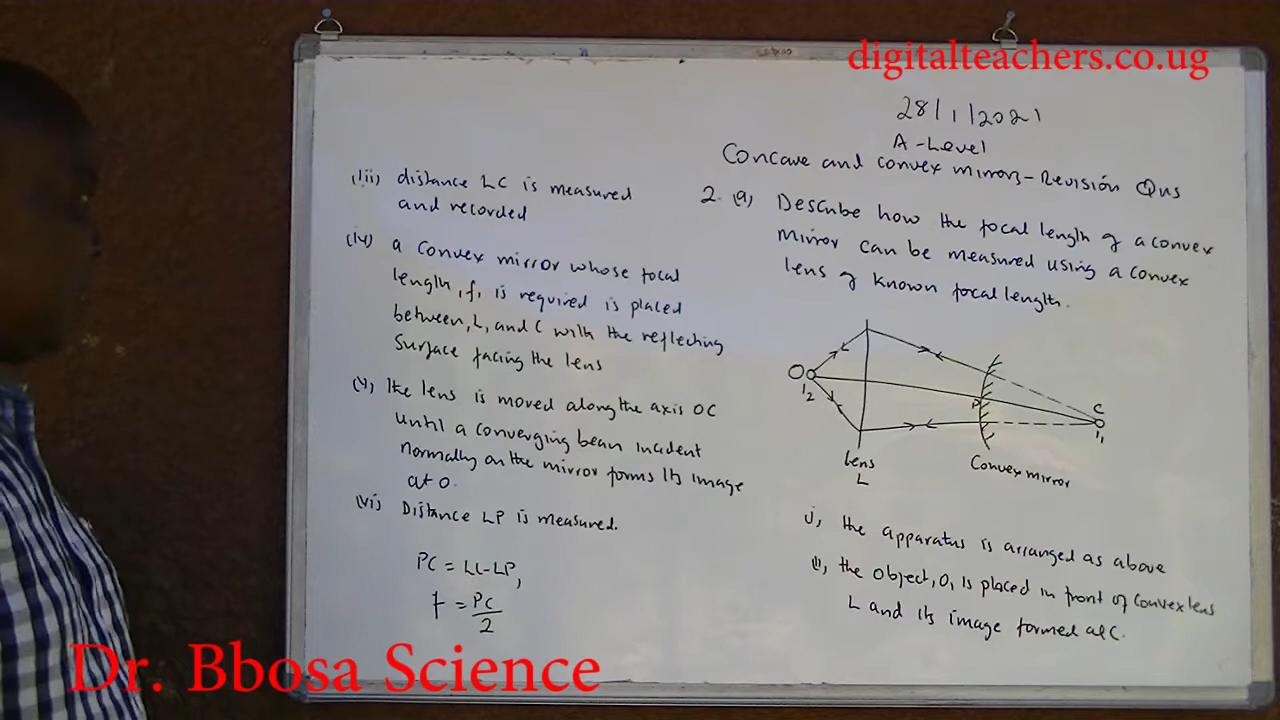 digitalteachers.co.ug
28/1/2021
A-Level
Concave and convex mirrors-Revision Qns
2. (a) Describe how the focal length of a convex
mirror can be measured using a convex
lens of known focal length.
O
I2
P
C
I1
Lens
L
Convex mirror
i, the apparatus is arranged as above
ii, the object, O, is placed in front of convex lens
L and its image formed at C.
(iii) distance LC is measured
and recorded
(iv) a convex mirror whose focal
length, f, is required is placed
between, L, and C with the reflecting
surface facing the lens
(v) the lens is moved along the axis OC
until a converging beam incident
normally on the mirror forms its image
at O.
(vi) Distance LP is measured.
PC = LC-LP,
f = PC/2
Dr. Bbosa Science